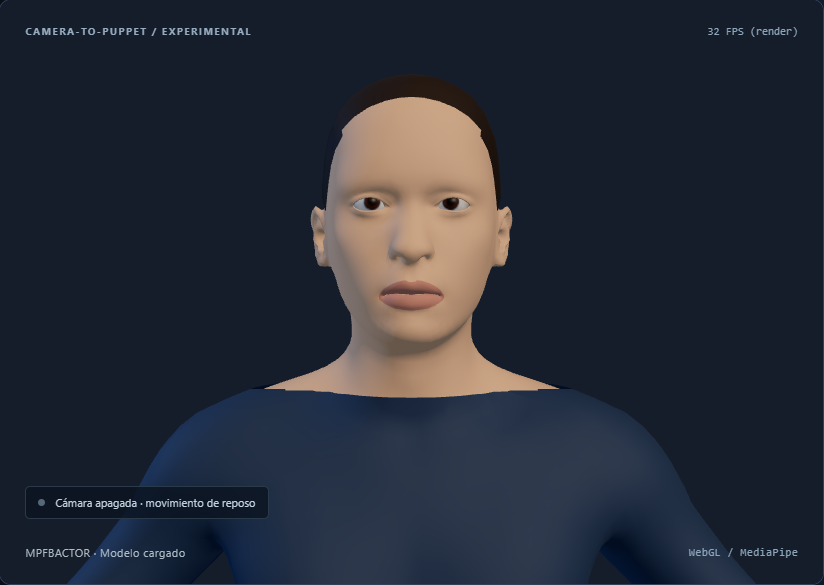 CAMERA-TO-PUPPET / EXPERIMENTAL
32 FPS (render)
Cámara apagada · movimiento de reposo
MPFBACTOR · Modelo cargado
WebGL / MediaPipe